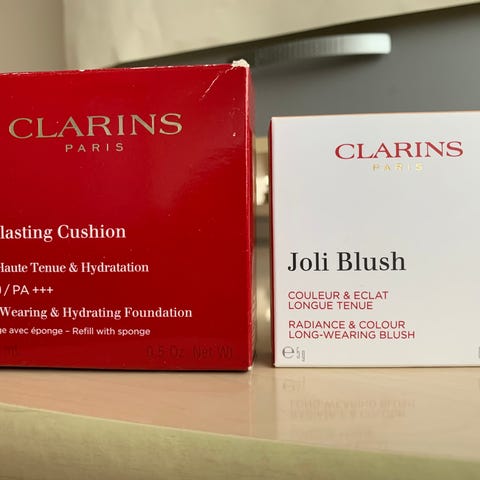 CLARINS
PARIS
lasting Cushion
Haute Tenue & Hydratation
/ PA +++
Wearing & Hydrating Foundation
ge avec éponge – Refill with sponge
0.5 Oz. Net Wt.
CLARINS
PARIS
Joli Blush
COULEUR & ECLAT
LONGUE TENUE
RADIANCE & COLOUR
LONG-WEARING BLUSH
e